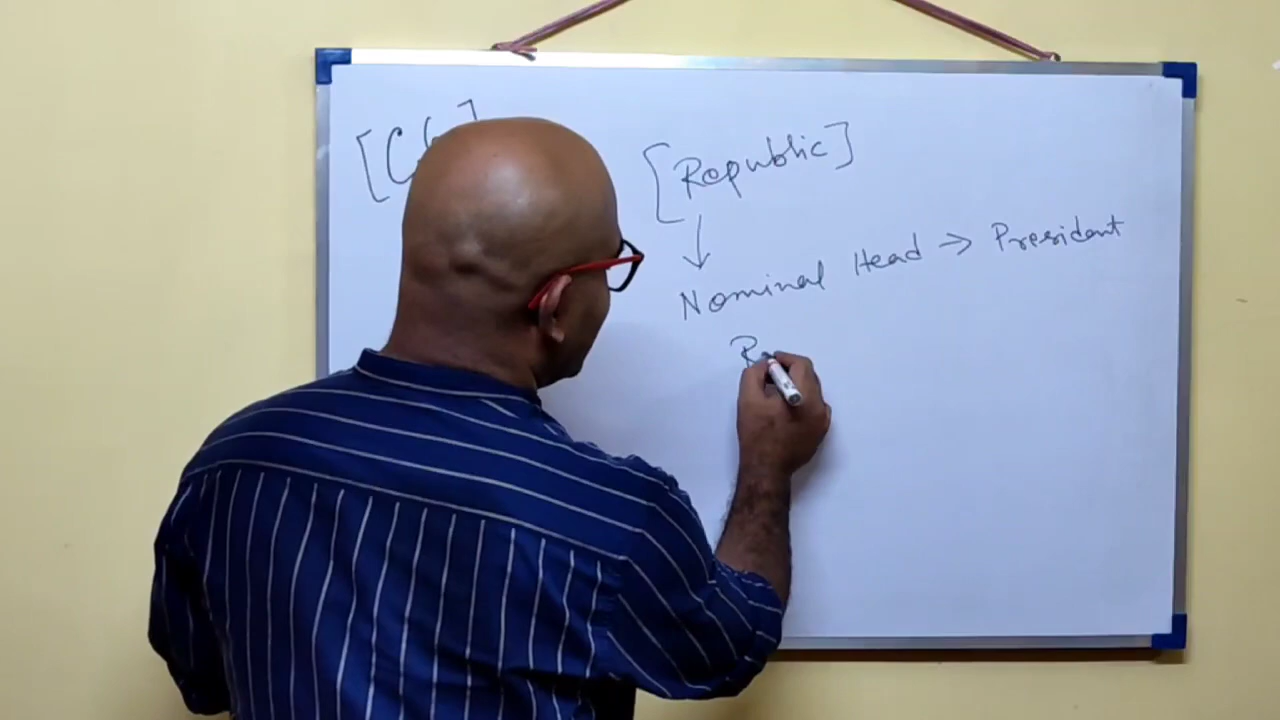 [Republic]
↓
Nominal Head → President
R